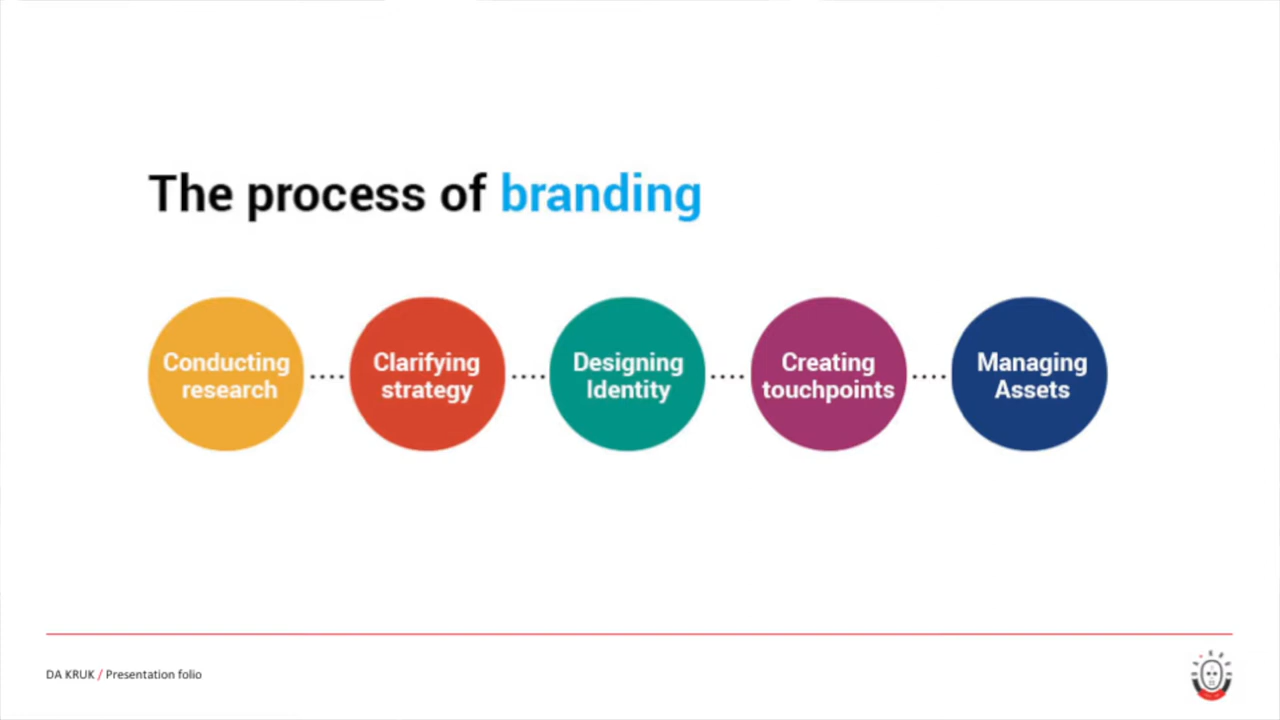 The process of branding
Conducting
research
Clarifying
strategy
Designing
Identity
Creating
touchpoints
Managing
Assets
DA KRUK / Presentation folio